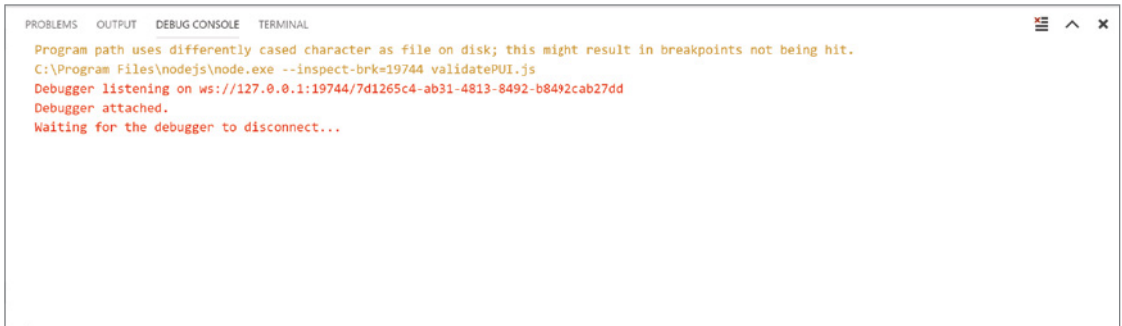 PROBLEMS OUTPUT DEBUG CONSOLE TERMINAL
Program path uses differently cased character as file on disk; this might result in breakpoints not being hit.
C:\Program Files\nodejs\node.exe --inspect-brk=19744 validatePUI.js
Debugger listening on ws://127.0.0.1:19744/7d1265c4-ab31-4813-8492-b8492cab27dd
Debugger attached.
Waiting for the debugger to disconnect...